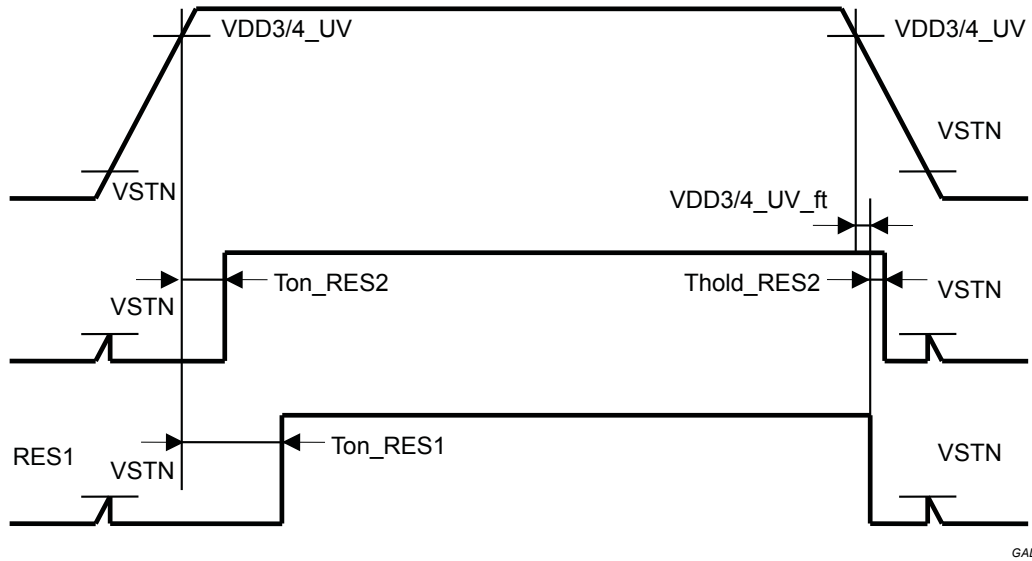 VDD3/4_UV
VDD3/4_UV
VSTN
VSTN
VDD3/4_UV_ft
Ton_RES2
Thold_RES2
VSTN
VSTN
Ton_RES1
RES1
VSTN
VSTN